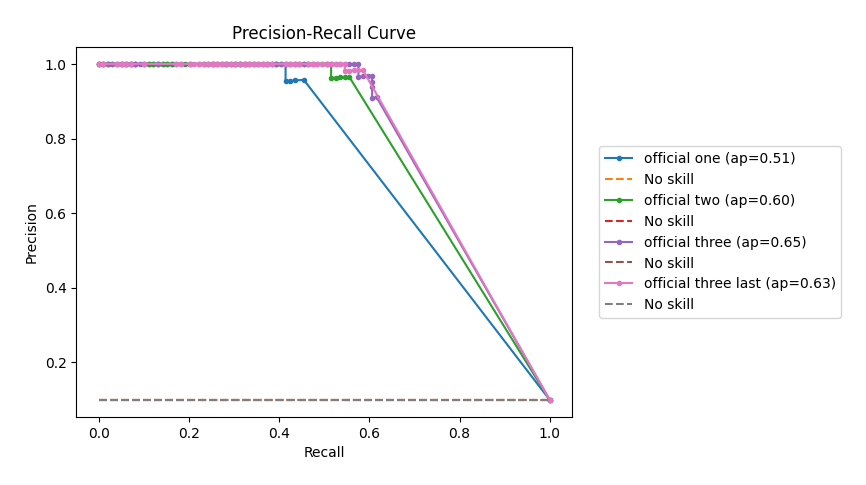 Precision-Recall Curve
1.0
0.8
0.6
0.4
0.2
Precision
0.0 0.2 0.4 0.6 0.8 1.0
Recall
official one (ap=0.51)
No skill
official two (ap=0.60)
No skill
official three (ap=0.65)
No skill
official three last (ap=0.63)
No skill